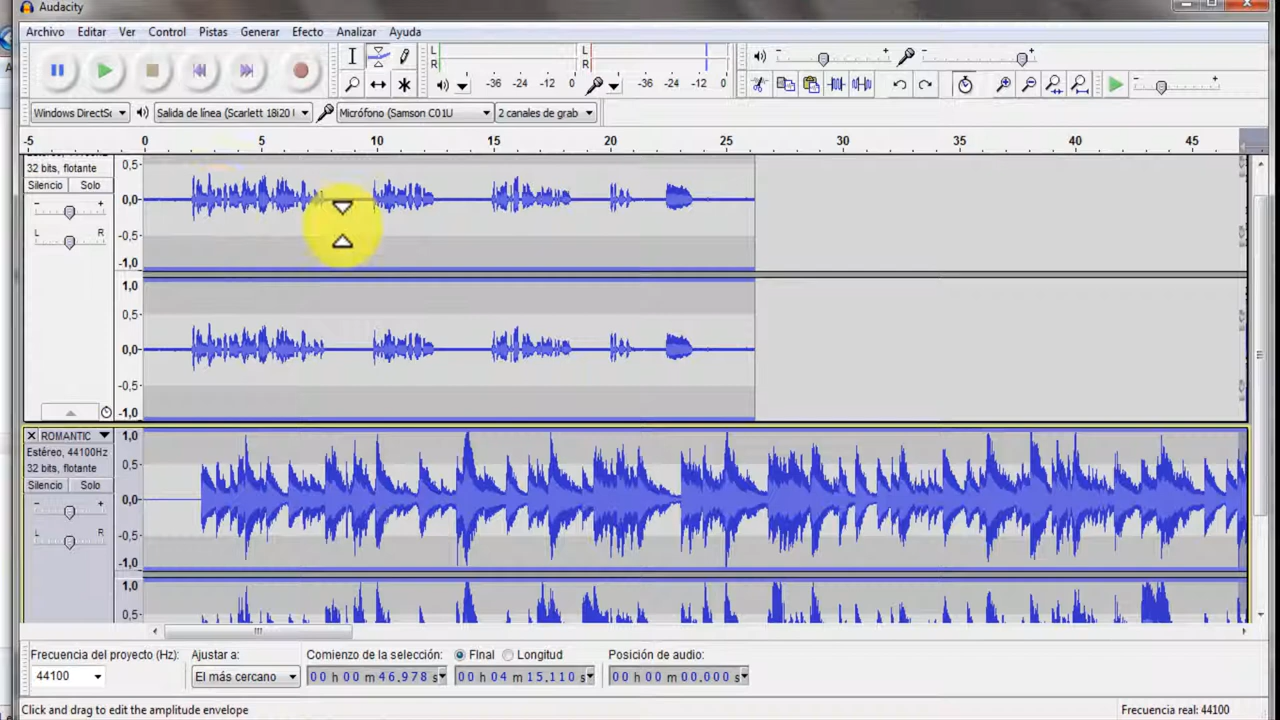 Audacity
Archivo Editar Ver Control Pistas Generar Efecto Analizar Ayuda
L R -36 -24 -12 0
L R -36 -24 -12 0
- + - +
Windows DirectSc Salida de línea (Scarlett 18i20 Micrófono (Samson C01U 2 canales de grab
-5 0 5 10 15 20 25 30 35 40 45
32 bits, flotante
Silencio Solo
- +
L R
0,5
0,0
-0,5
-1,0
1,0
0,5
0,0
-0,5
-1,0
ROMANTIC
Estéreo, 44100Hz
32 bits, flotante
Silencio Solo
- +
L R
1,0
0,5
0,0
-0,5
-1,0
1,0
0,5
Frecuencia del proyecto (Hz): Ajustar a: Comienzo de la selección: FInal Longitud Posición de audio:
44100 El más cercano 00 h 00 m 46.978 s 00 h 04 m 15.110 s 00 h 00 m 00.000 s
Click and drag to edit the amplitude envelope Frecuencia real: 44100